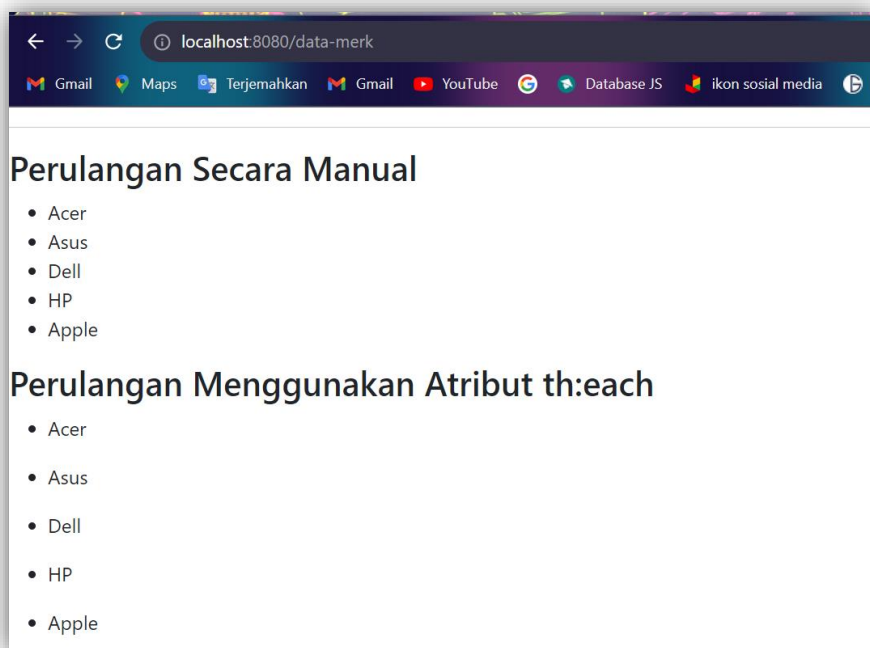 localhost:8080/data-merk
Gmail Maps Terjemahkan Gmail YouTube Database JS ikon sosial media
Perulangan Secara Manual
Acer
Asus
Dell
HP
Apple
Perulangan Menggunakan Atribut th:each
Acer
Asus
Dell
HP
Apple